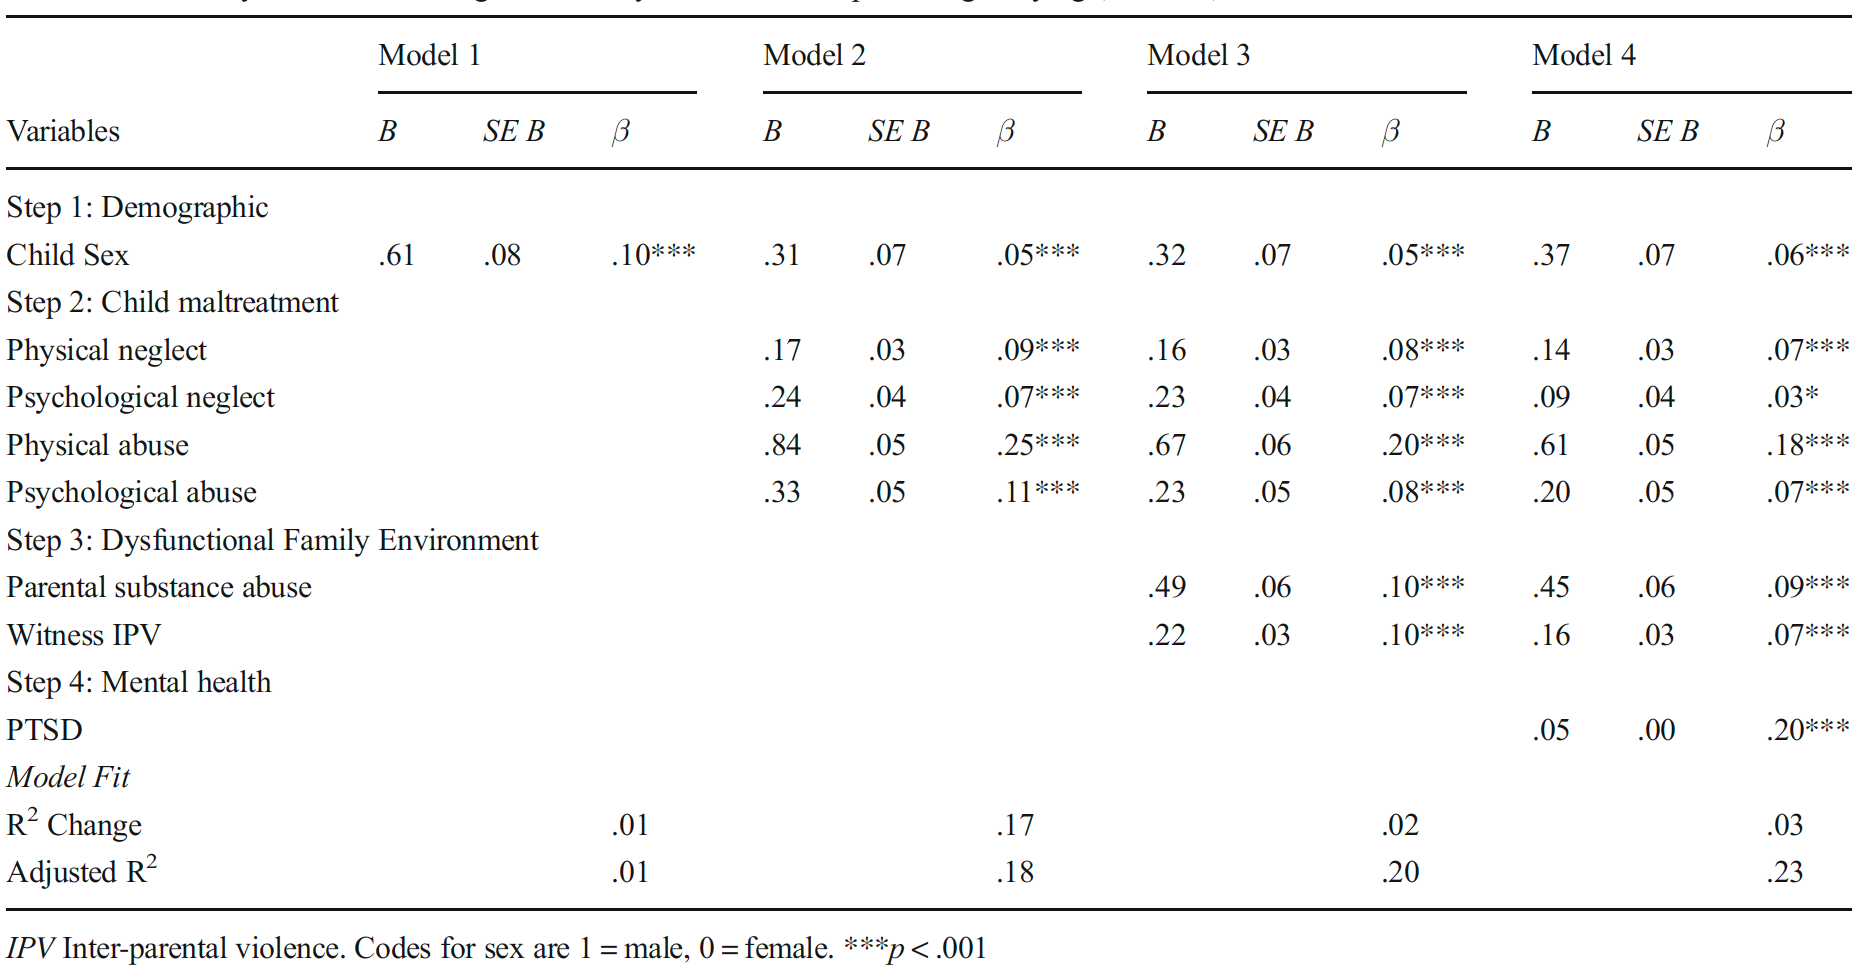 Model 1 Model 2 Model 3 Model 4
Variables B SE B β B SE B β B SE B β B SE B β
Step 1: Demographic
Child Sex .61 .08 .10*** .31 .07 .05*** .32 .07 .05*** .37 .07 .06***
Step 2: Child maltreatment
Physical neglect .17 .03 .09*** .16 .03 .08*** .14 .03 .07***
Psychological neglect .24 .04 .07*** .23 .04 .07*** .09 .04 .03*
Physical abuse .84 .05 .25*** .67 .06 .20*** .61 .05 .18***
Psychological abuse .33 .05 .11*** .23 .05 .08*** .20 .05 .07***
Step 3: Dysfunctional Family Environment
Parental substance abuse .49 .06 .10*** .45 .06 .09***
Witness IPV .22 .03 .10*** .16 .03 .07***
Step 4: Mental health
PTSD .05 .00 .20***
Model Fit
R² Change .01 .17 .02 .03
Adjusted R² .01 .18 .20 .23
IPV Inter-parental violence. Codes for sex are 1 = male, 0 = female. ***p < .001